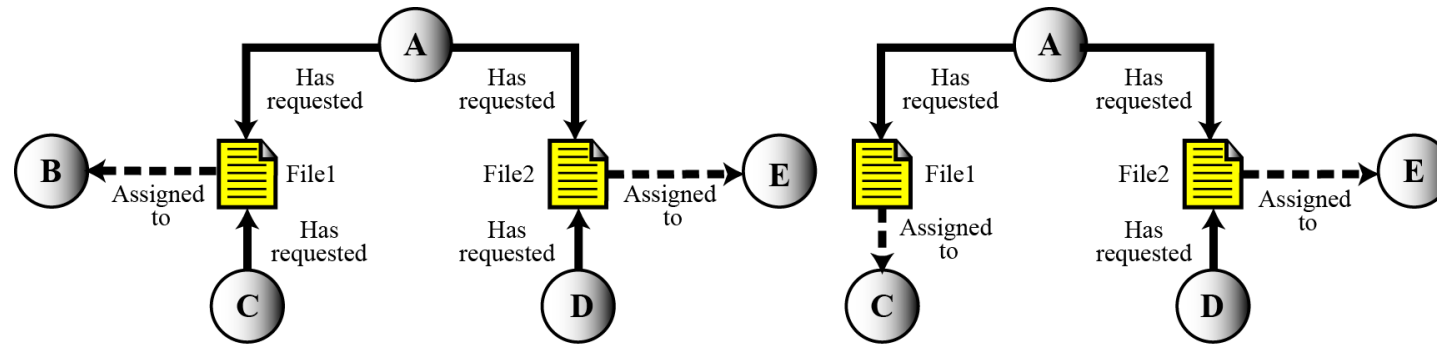 A
Has
requested
Has
requested
B
Assigned
to
File1
File2
Assigned
to
E
Has
requested
Has
requested
C
D
A
Has
requested
Has
requested
File1
File2
Assigned
to
E
Assigned
to
Has
requested
C
D